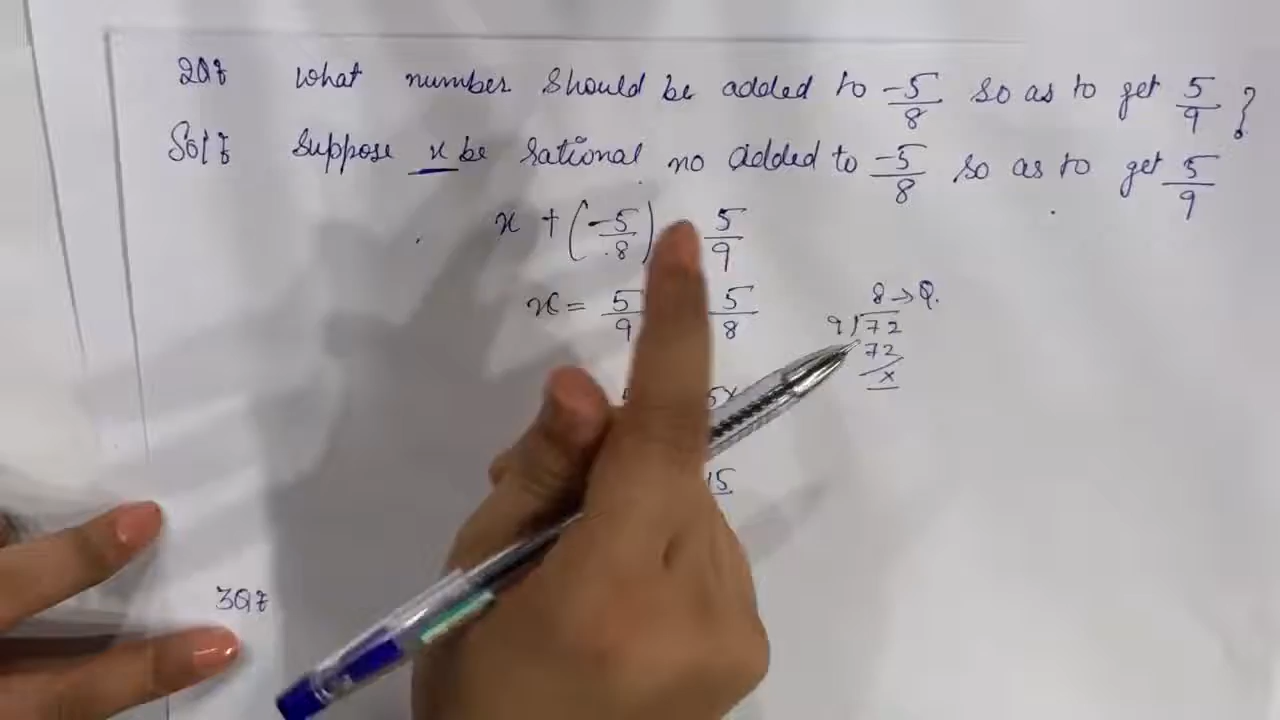 2Q: What number should be added to -5/8 so as to get 5/9 ?
Sol: Suppose x be rational no added to -5/8 so as to get 5/9
x + (-5/8) 5/9
x = 5/9 5/8
8 → Q.
9)72
72
x
5x
15
3Q: